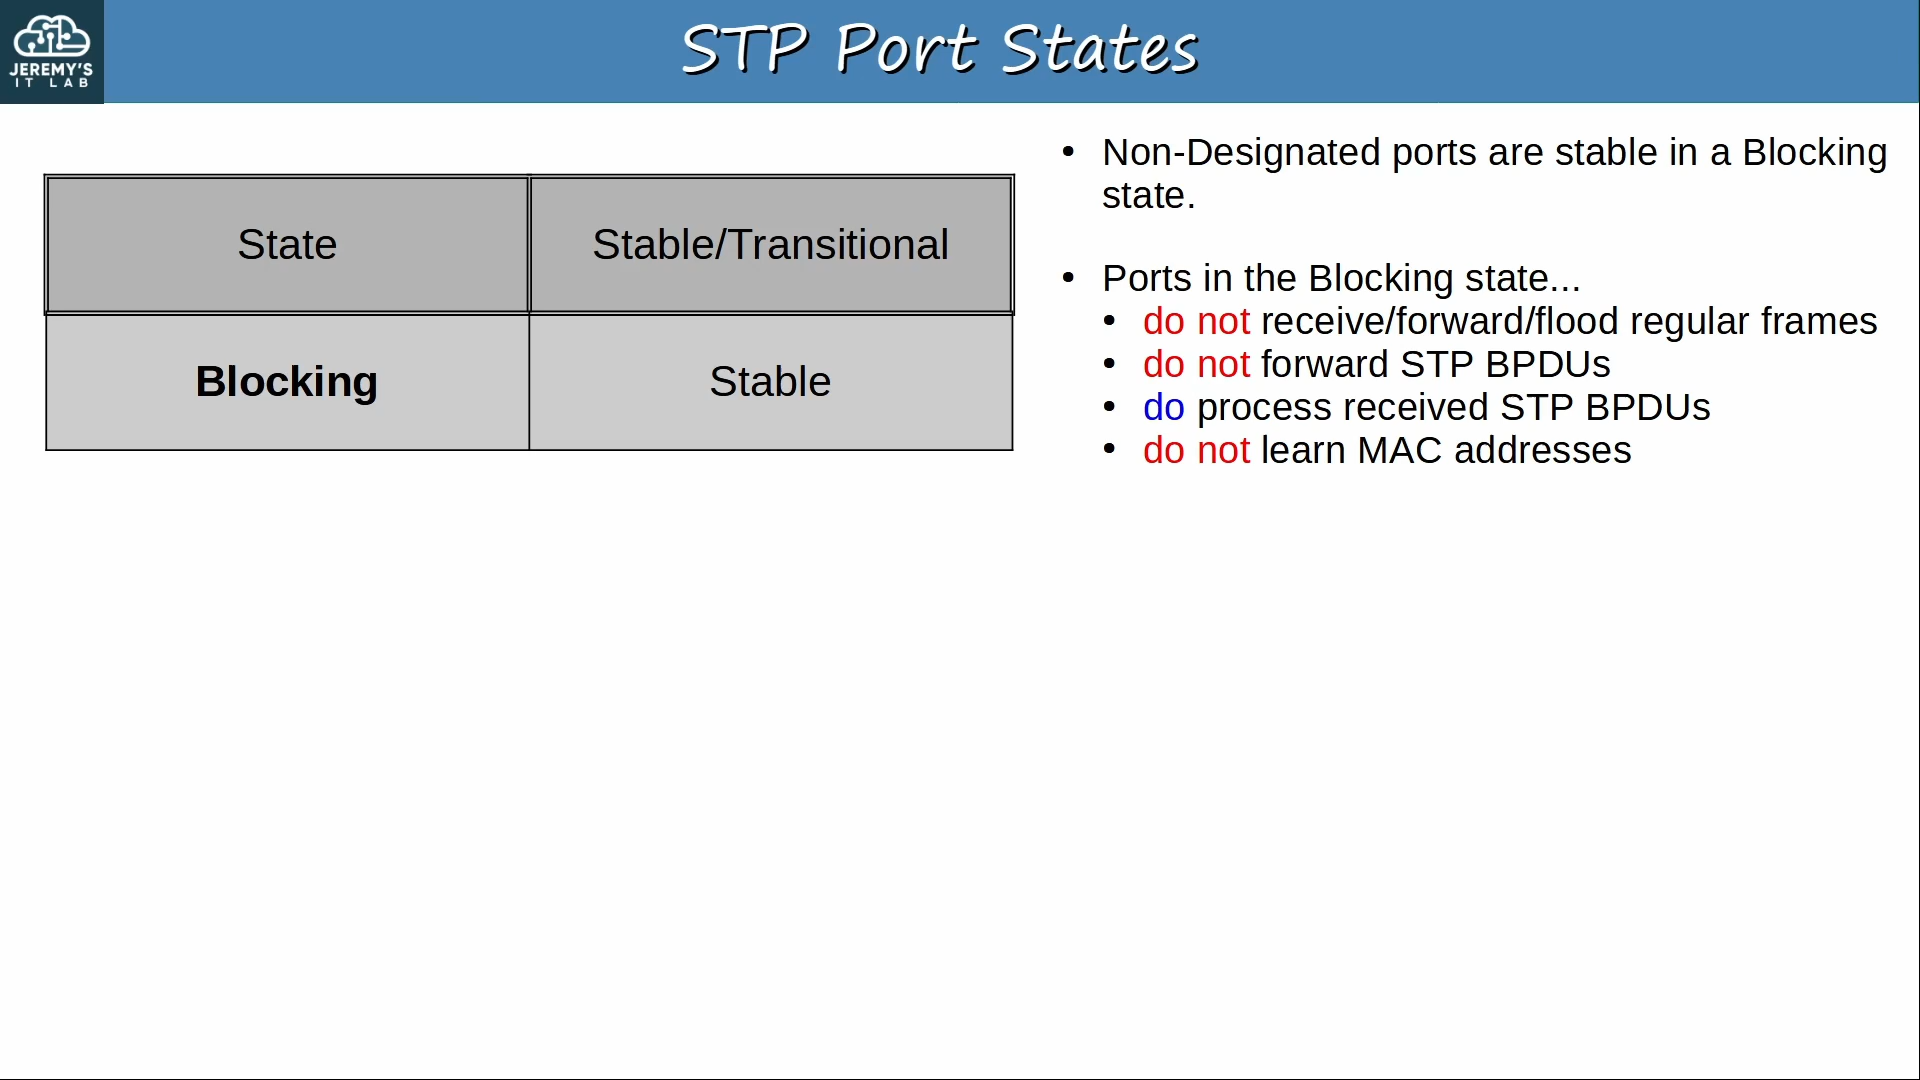 JEREMY'S
IT LAB
STP Port States
State
Stable/Transitional
Blocking
Stable
• Non-Designated ports are stable in a Blocking
state.
• Ports in the Blocking state...
• do not receive/forward/flood regular frames
• do not forward STP BPDUs
• do process received STP BPDUs
• do not learn MAC addresses